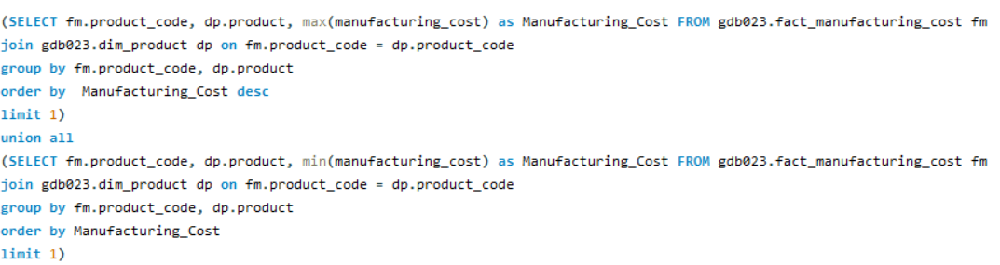 (SELECT fm.product_code, dp.product, max(manufacturing_cost) as Manufacturing_Cost FROM gdb023.fact_manufacturing_cost fm
join gdb023.dim_product dp on fm.product_code = dp.product_code
group by fm.product_code, dp.product
order by  Manufacturing_Cost desc
limit 1)
union all
(SELECT fm.product_code, dp.product, min(manufacturing_cost) as Manufacturing_Cost FROM gdb023.fact_manufacturing_cost fm
join gdb023.dim_product dp on fm.product_code = dp.product_code
group by fm.product_code, dp.product
order by Manufacturing_Cost
limit 1)